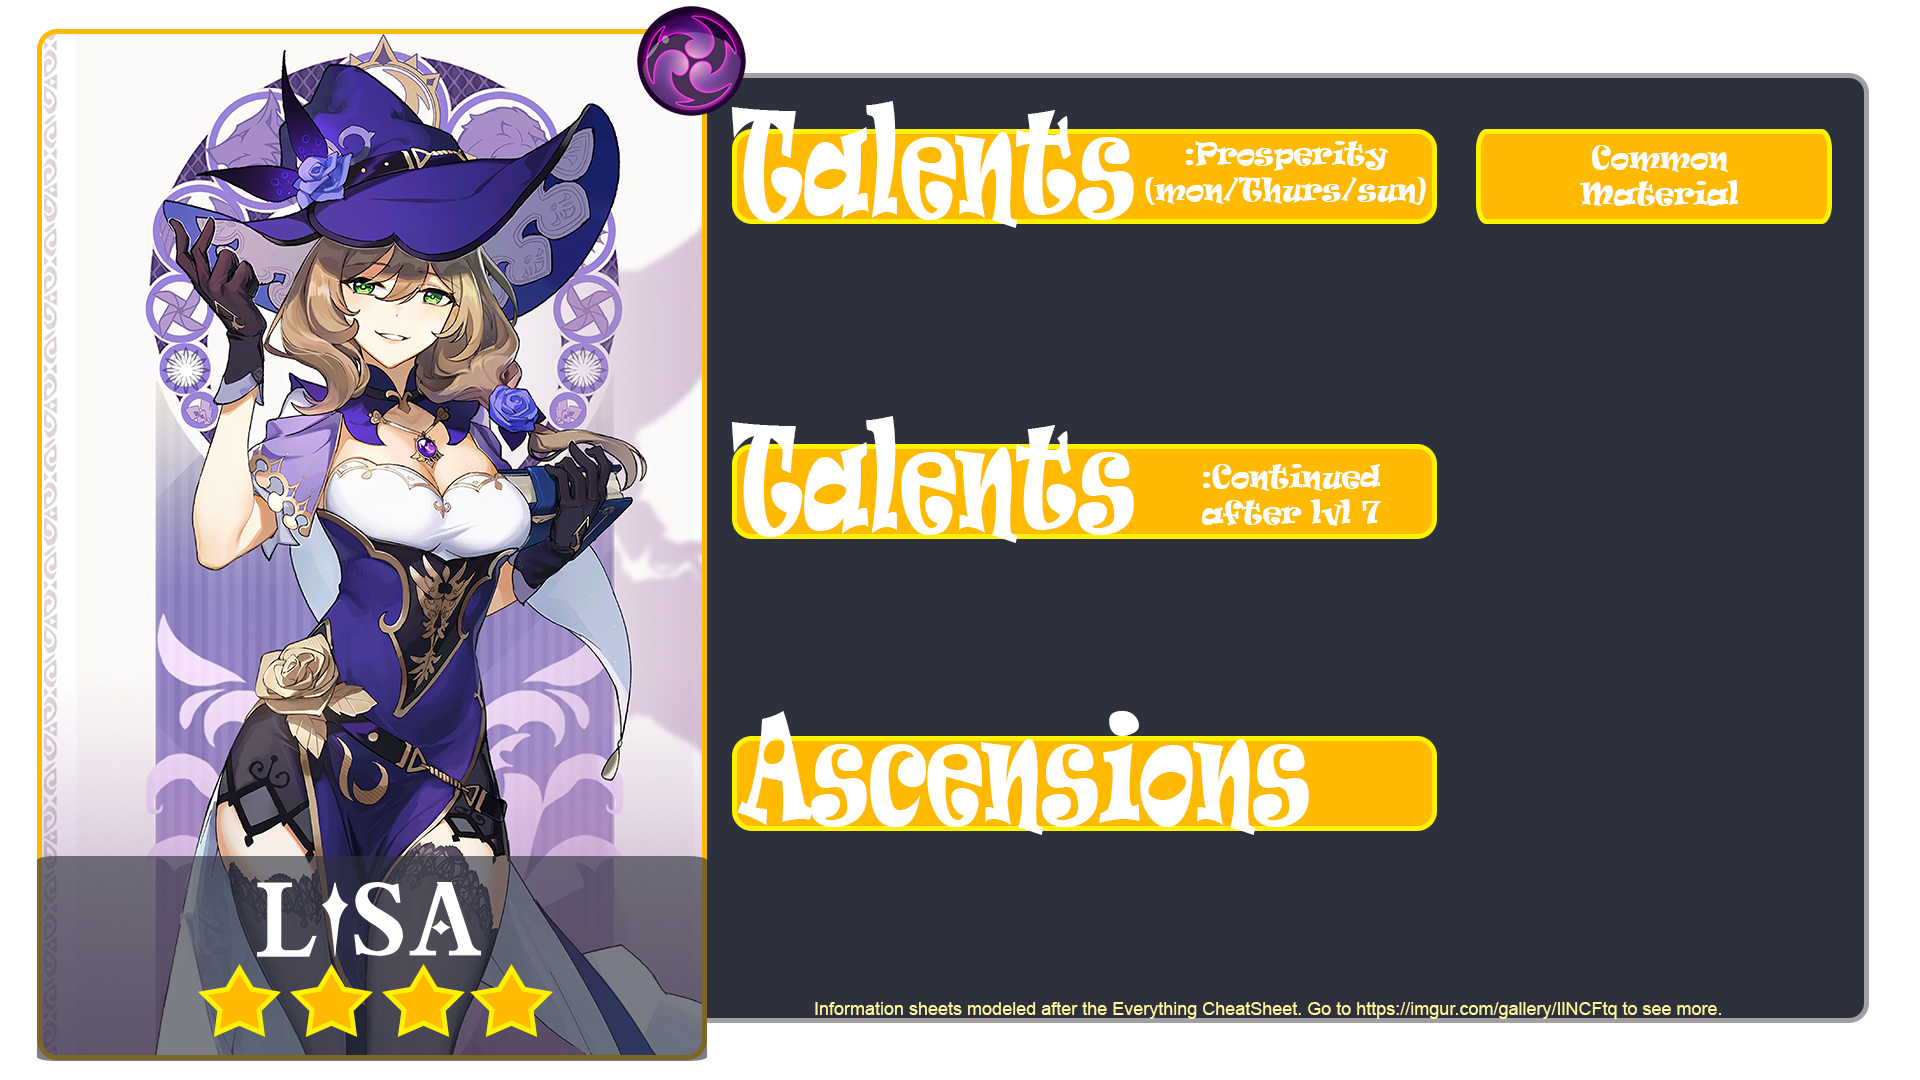 Talents
:Prosperity
(mon/Thurs/sun)
Common
Material
Talents
:Continued
after lvl 7
Ascensions
LiSA
Information sheets modeled after the Everything CheatSheet. Go to https://imgur.com/gallery/IINCFtq to see more.